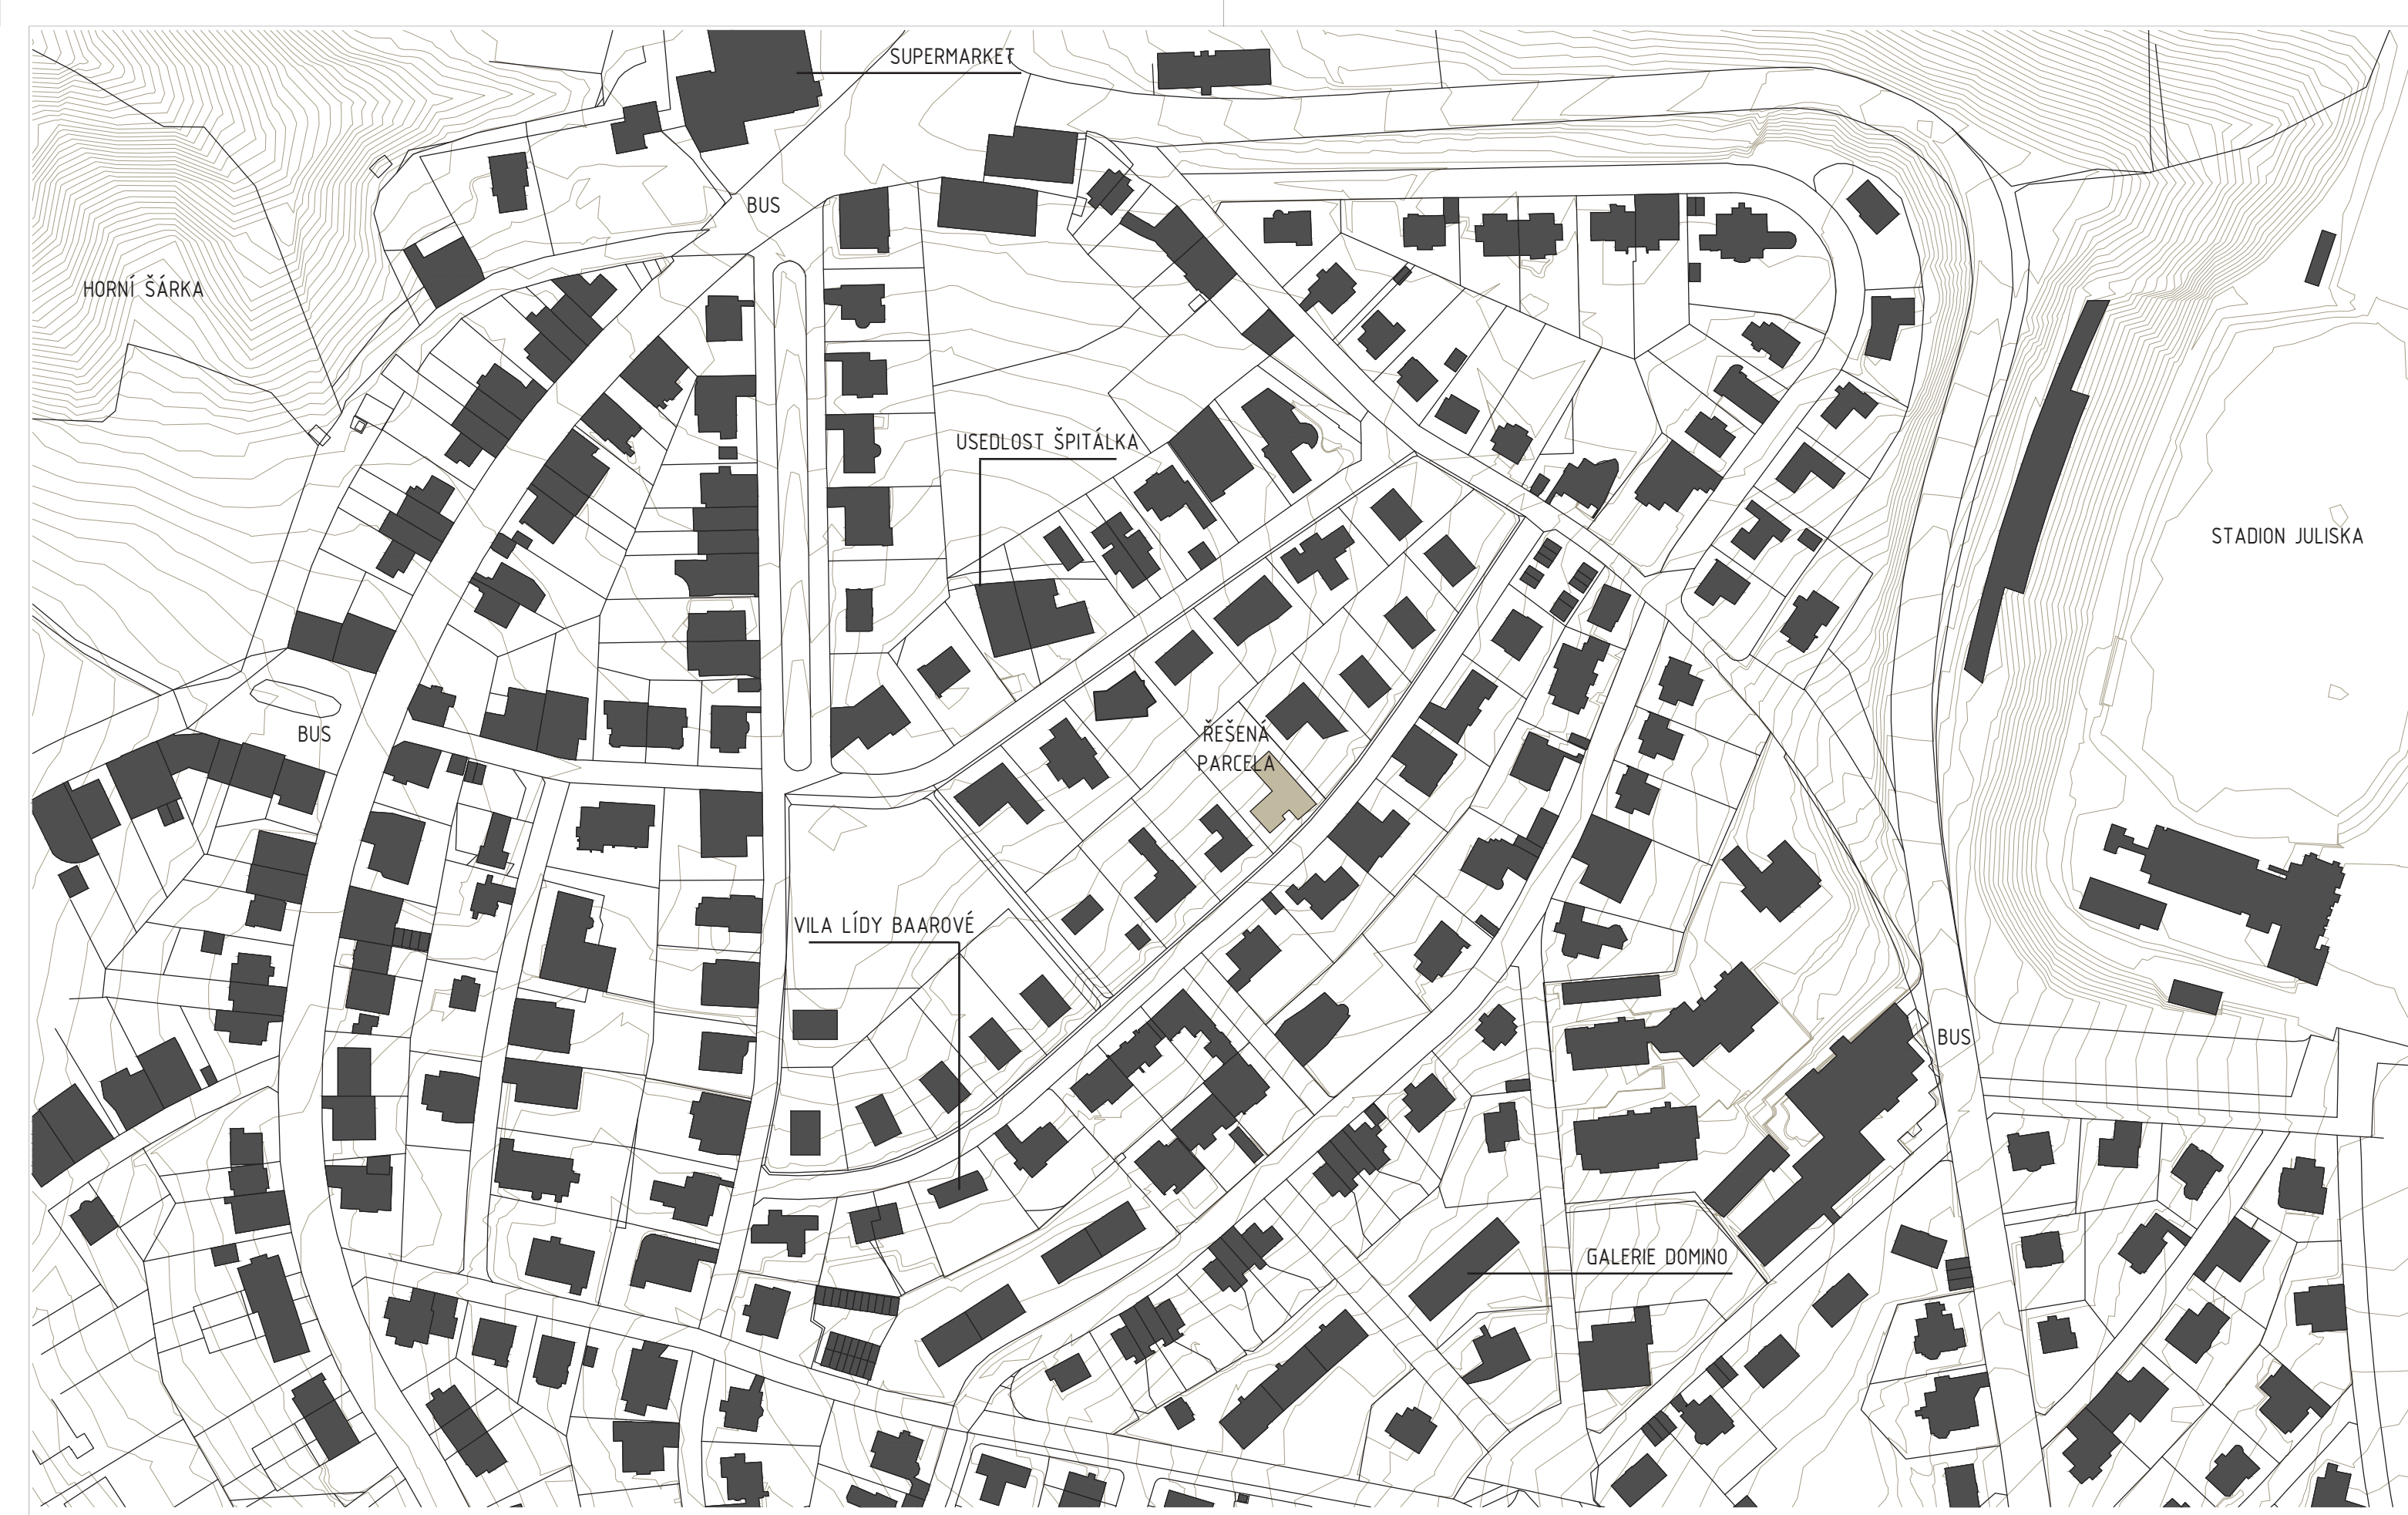 SUPERMARKET
BUS
HORNÍ ŠÁRKA
USEDLOST ŠPITÁLKA
STADION JULISKA
BUS
ŘEŠENÁ
PARCELA
VILA LÍDY BAAROVÉ
BUS
GALERIE DOMINO